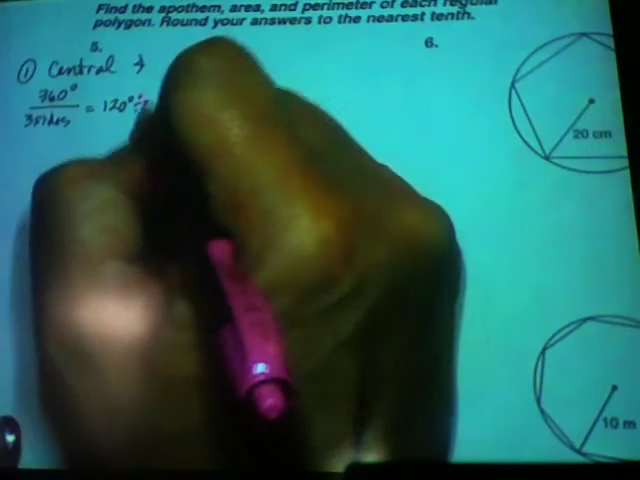 Find the apothem, area, and perimeter of each regular
polygon. Round your answers to the nearest tenth.
5.
6.
① Central
360°
3 sides
= 120° ÷
20 cm
10 m